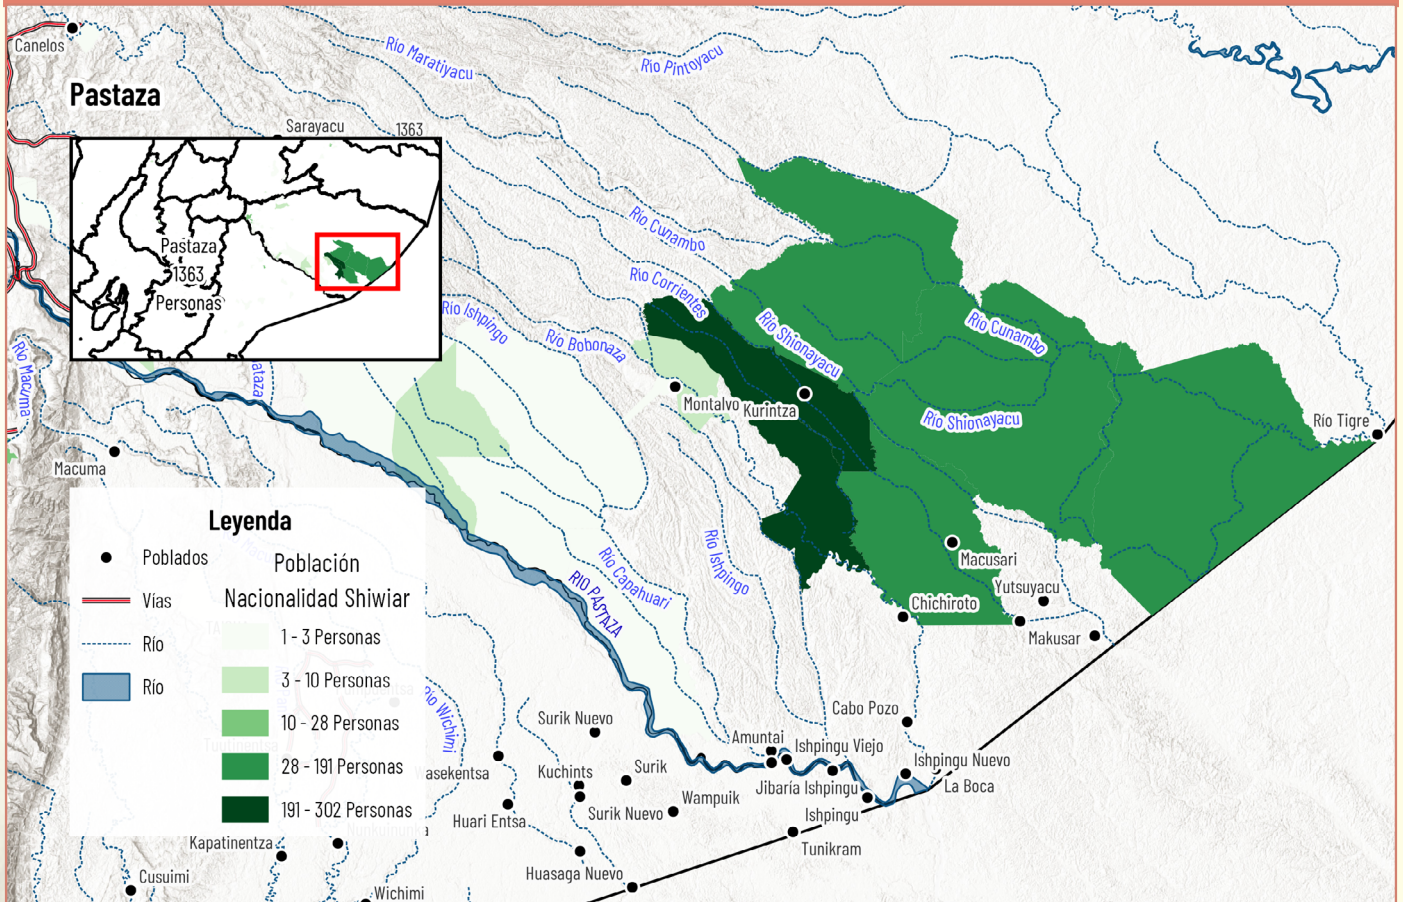 Canelos
Río Maratiyacu
Río Pintoyacu
Pastaza
Sarayacu
1363
Pastaza
1363
Personas
Río Cunambo
Río Corrientes
Río Ishpingo
Río Bobonaza
Río Shionayacu
Río Cunambo
Río Macuma
Montalvo
Kurintza
Río Shionayacu
Río Tigre
Macuma
Leyenda
Poblados
Vías
Río
Río
Población
Nacionalidad Shiwiar
1 - 3 Personas
3 - 10 Personas
10 - 28 Personas
28 - 191 Personas
191 - 302 Personas
Río Ishpingo
Río Capahuari
RIO PASTAZA
Macusari
Yutsuyacu
Chichiroto
Makusar
Río Wichimi
Cabo Pozo
Surik Nuevo
Amuntai
Ishpingu Viejo
Ishpingu Nuevo
Kuchints
Surik
Jibaría Ishpingu
La Boca
Wampuik
Surik Nuevo
Huari Entsa
Ishpingu
Tunikram
Kapatinentza
Huasaga Nuevo
Cusuimi
Wichimi